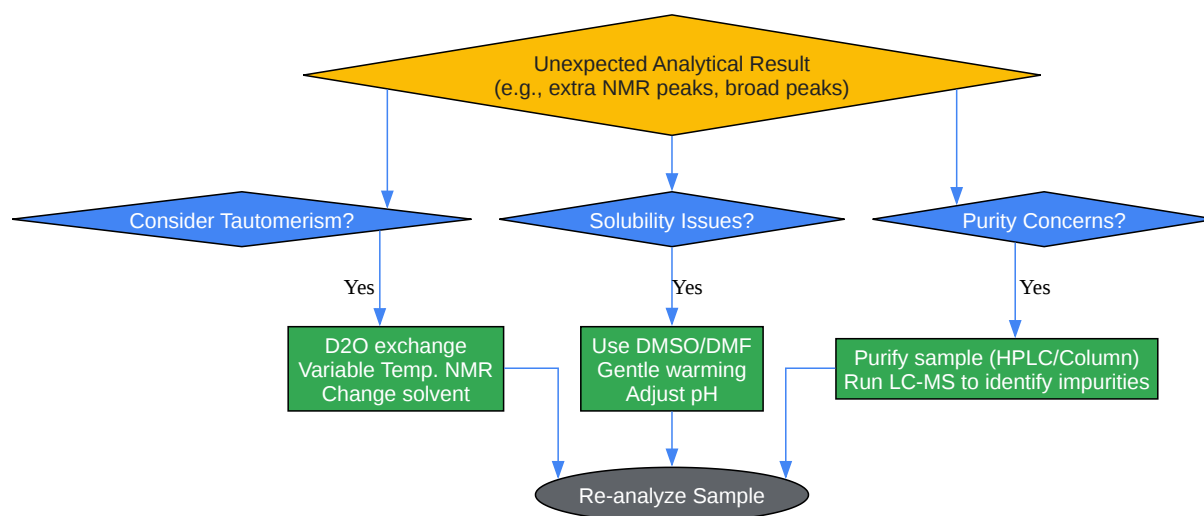 Unexpected Analytical Result
(e.g., extra NMR peaks, broad peaks)
Consider Tautomerism?
Solubility Issues?
Purity Concerns?
Yes
Yes
Yes
D2O exchange
Variable Temp. NMR
Change solvent
Use DMSO/DMF
Gentle warming
Adjust pH
Purify sample (HPLC/Column)
Run LC-MS to identify impurities
Re-analyze Sample